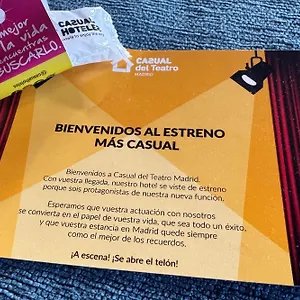 mejor
la vida
encuentras
BUSCARLO.
CASUAL
HOTELES
CASUAL
del Teatro
MADRID
BIENVENIDOS AL ESTRENO
MÁS CASUAL
Bienvenidos a Casual del Teatro Madrid.
Con vuestra llegada, nuestro hotel se viste de estreno
porque sois protagonistas de nuestra nueva función.
Esperamos que vuestra actuación con nosotros
se convierta en el papel de vuestra vida, que sea todo un éxito,
y que vuestra estancia en Madrid quede siempre
como el mejor de los recuerdos.
¡A escena! ¡Se abre el telón!